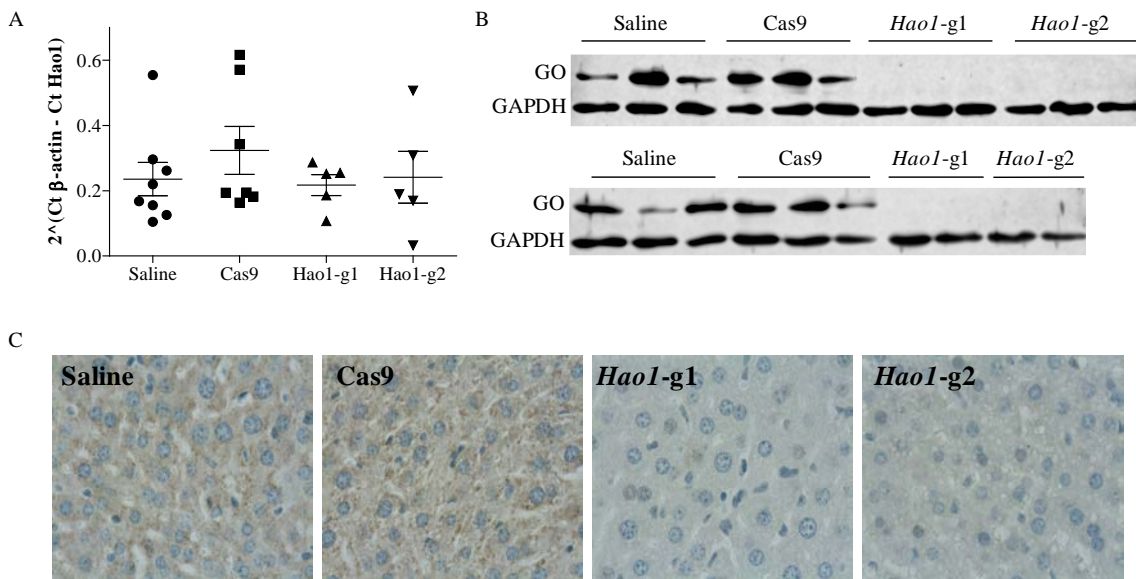 A
2^(Ct β-actin - Ct Hao1)
0.6
0.4
0.2
0.0
Saline Cas9 Hao1-g1 Hao1-g2
B
Saline Cas9 Hao1-g1 Hao1-g2
GO
GAPDH
Saline Cas9 Hao1-g1 Hao1-g2
GO
GAPDH
C
Saline Cas9 Hao1-g1 Hao1-g2